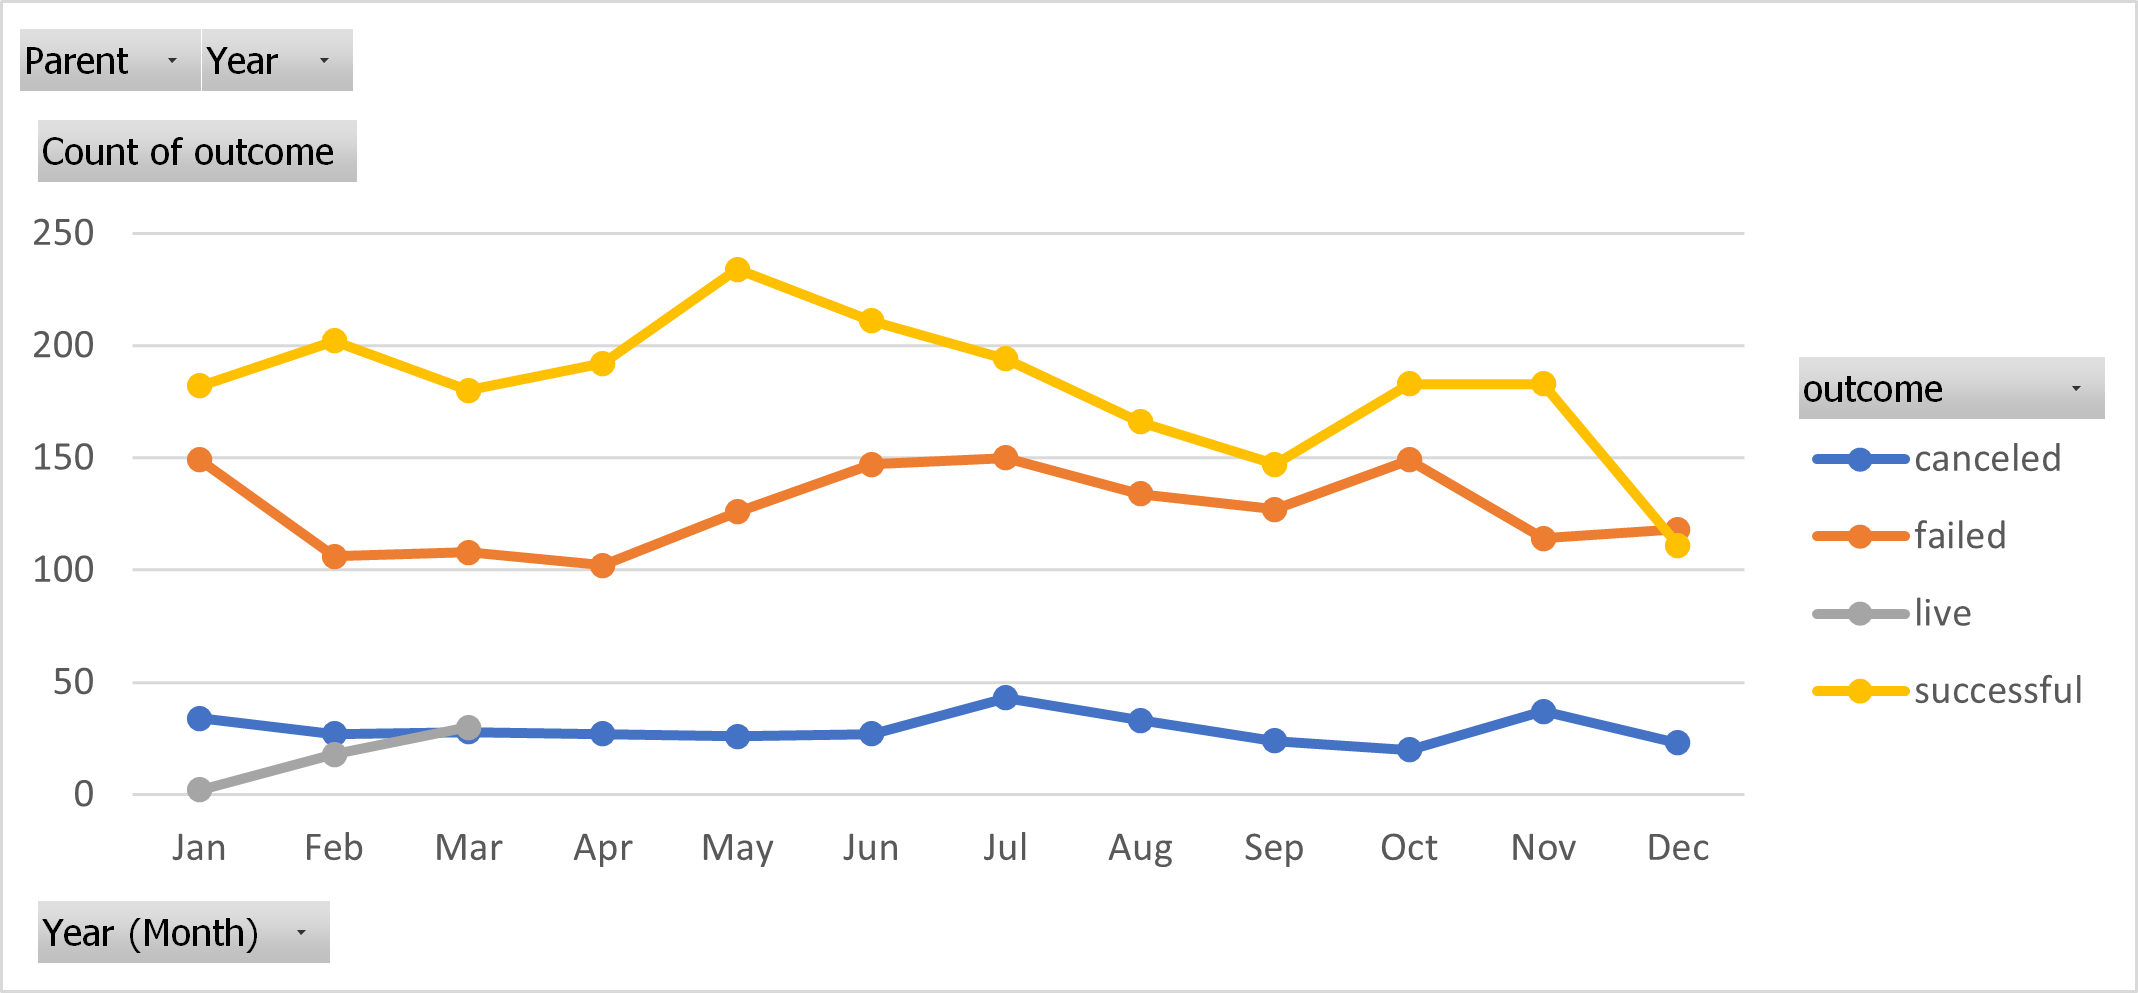 Parent Year
Count of outcome
250
200
150
100
50
0
Jan Feb Mar Apr May Jun Jul Aug Sep Oct Nov Dec
Year (Month)
outcome
canceled
failed
live
successful